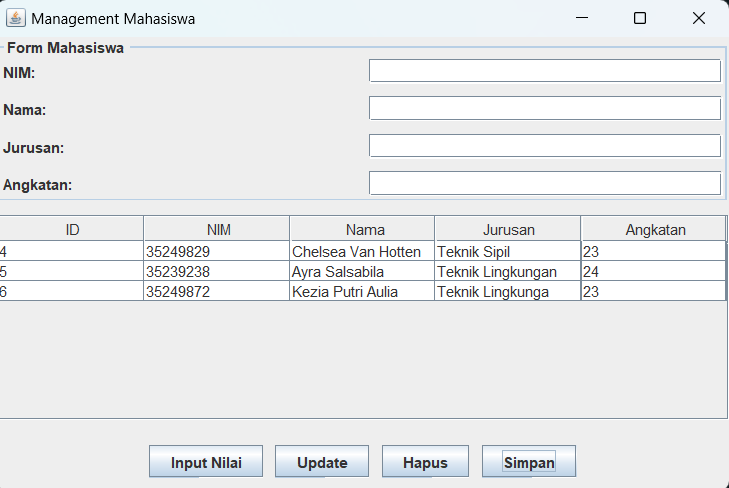 Management Mahasiswa
Form Mahasiswa
NIM:
Nama:
Jurusan:
Angkatan:
ID NIM Nama Jurusan Angkatan
4 35249829 Chelsea Van Hotten Teknik Sipil 23
5 35239238 Ayra Salsabila Teknik Lingkungan 24
6 35249872 Kezia Putri Aulia Teknik Lingkunga 23
Input Nilai Update Hapus Simpan